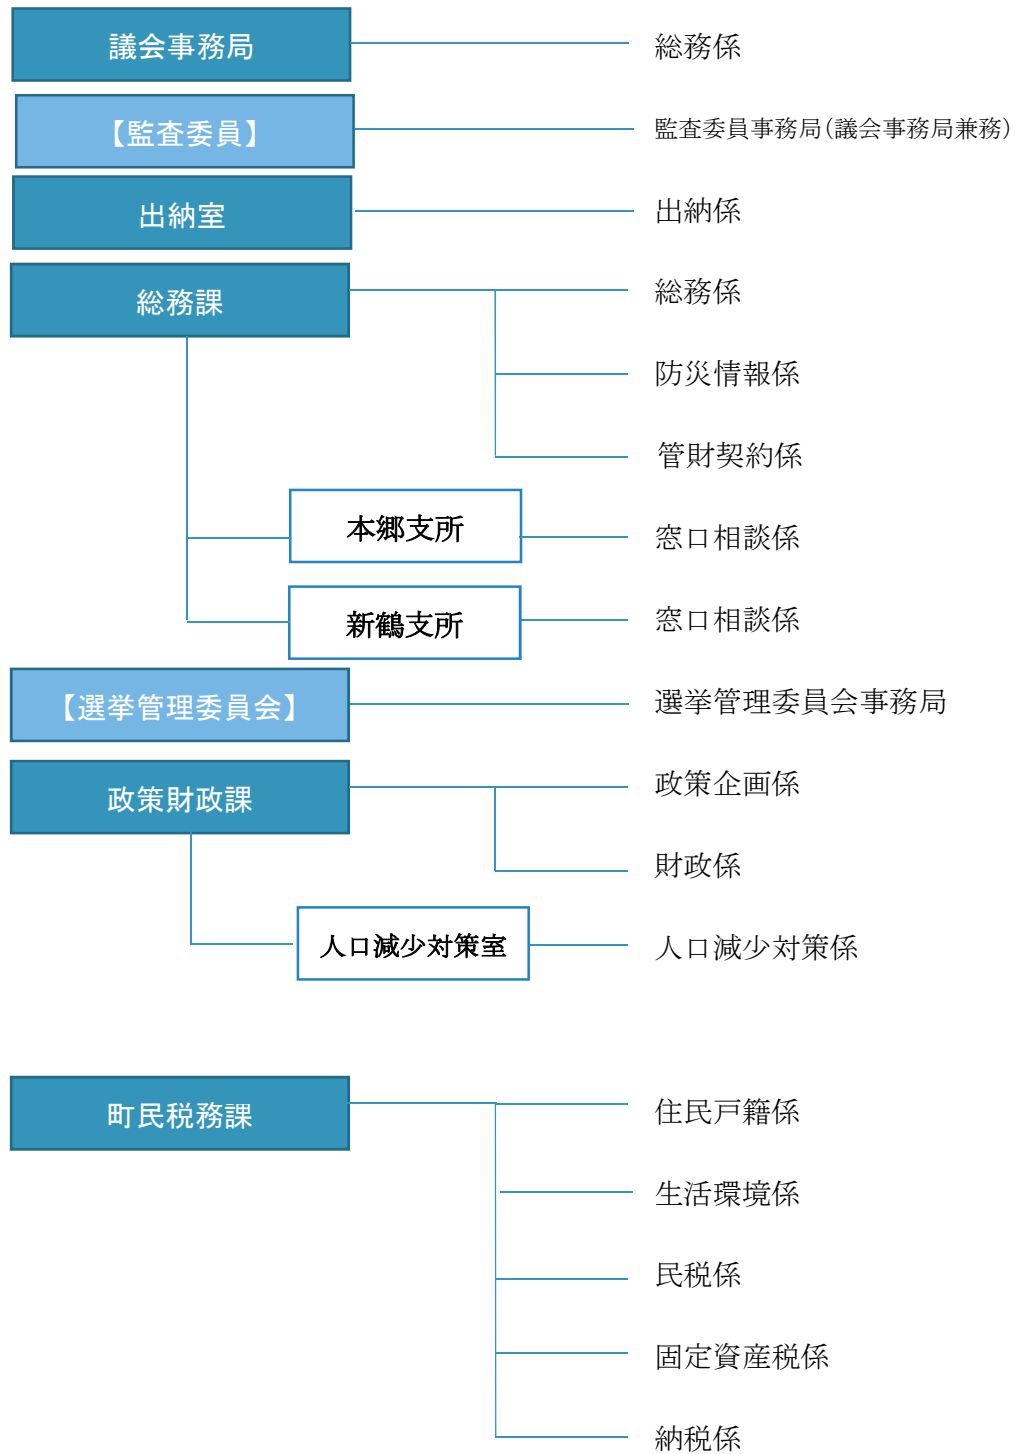 議会事務局
総務係
【監査委員】
監査委員事務局(議会事務局兼務)
出納室
出納係
総務課
総務係
防災情報係
管財契約係
本郷支所
窓口相談係
新鶴支所
窓口相談係
【選挙管理委員会】
選挙管理委員会事務局
政策財政課
政策企画係
財政係
人口減少対策室
人口減少対策係
町民税務課
住民戸籍係
生活環境係
民税係
固定資産税係
納税係